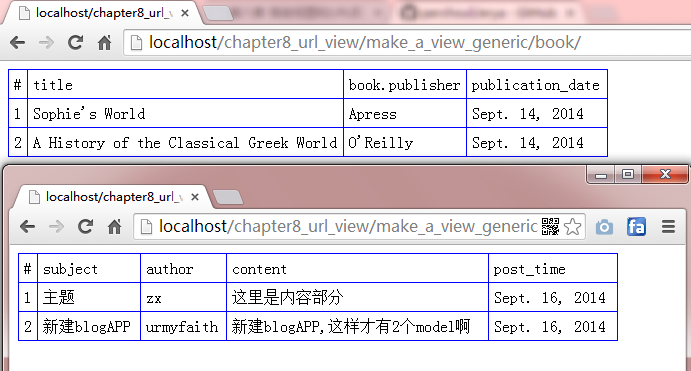 localhost/chapter8_url_v
localhost/chapter8_url_view/make_a_view_generic/book/
# title book.publisher publication_date
1 Sophie's World Apress Sept. 14, 2014
2 A History of the Classical Greek World O'Reilly Sept. 14, 2014
localhost/chapter8_url_v
localhost/chapter8_url_view/make_a_view_generic
fa
# subject author content post_time
1 主题 zx 这里是内容部分 Sept. 16, 2014
2 新建blogAPP urmyfaith 新建blogAPP,这样才有2个model啊 Sept. 16, 2014